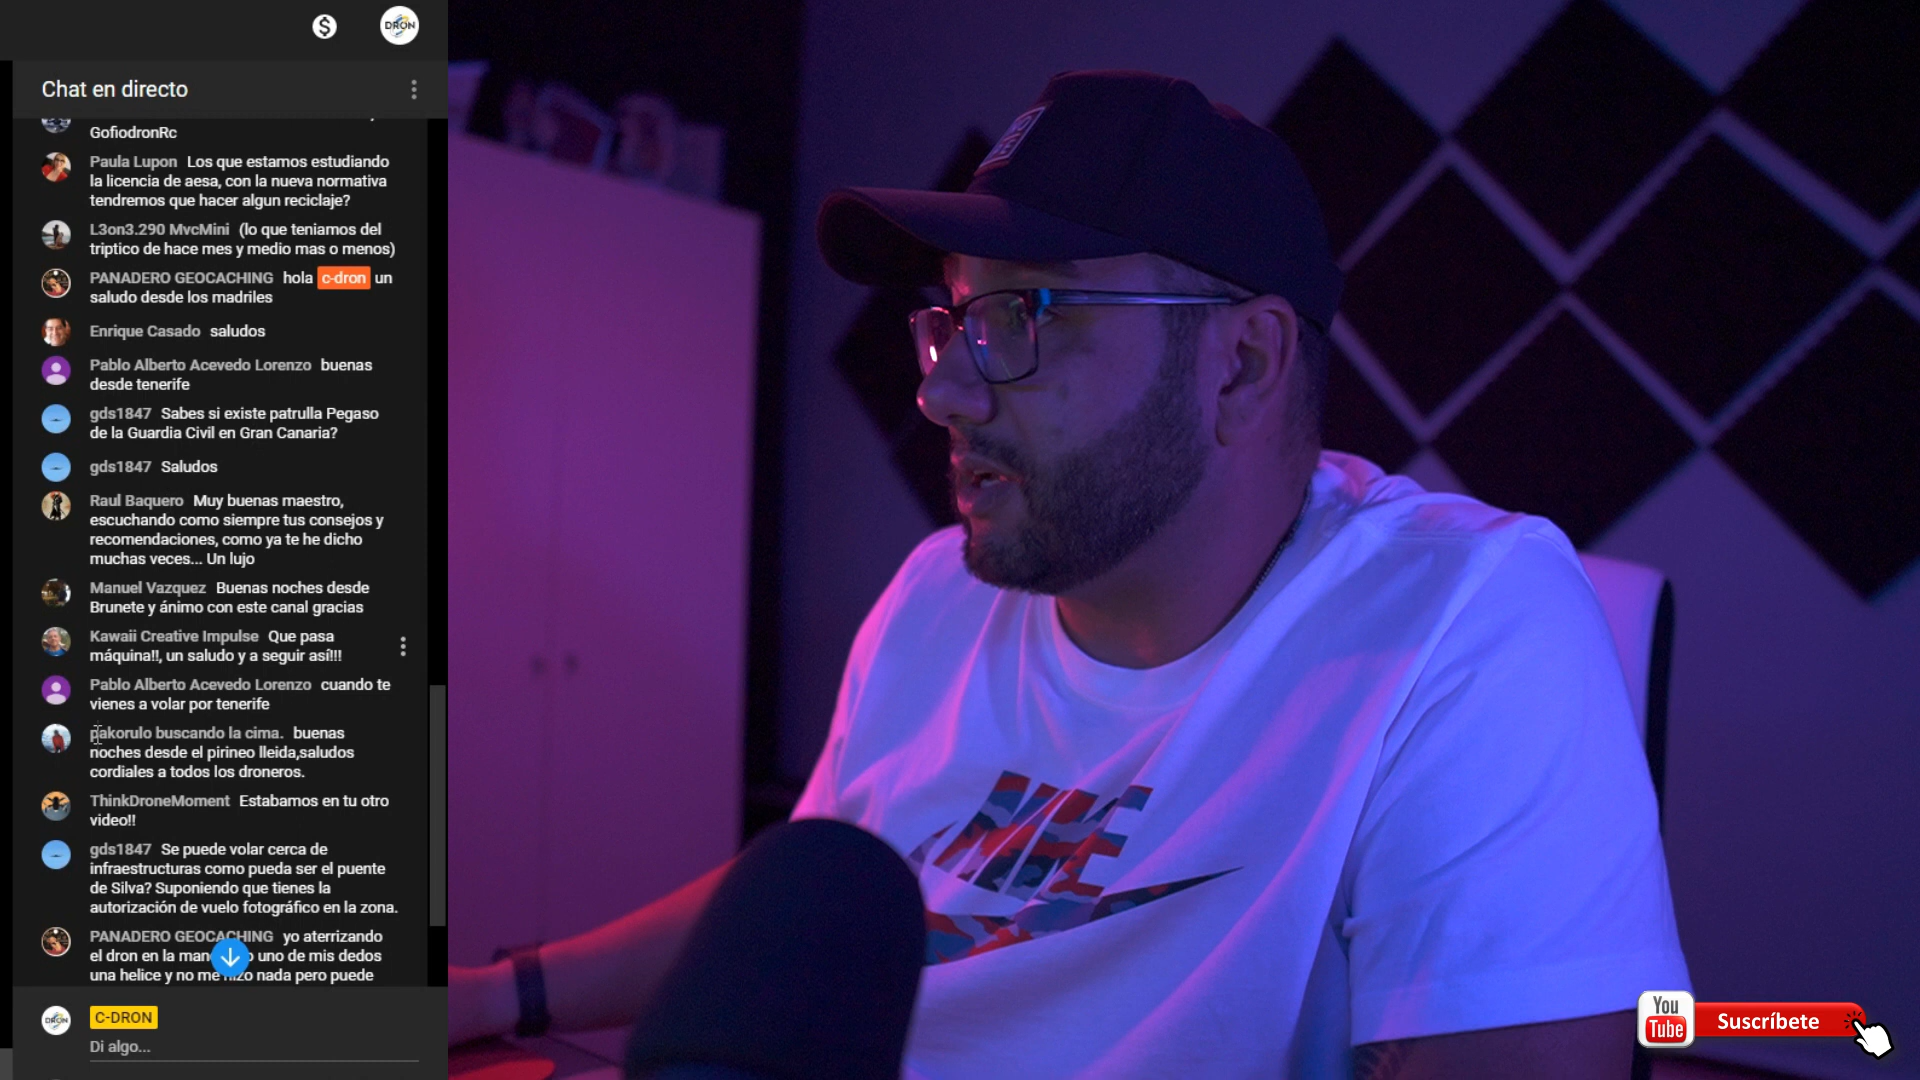 DRON
Chat en directo
GofiodronRc
Paula Lupon Los que estamos estudiando
la licencia de aesa, con la nueva normativa
tendremos que hacer algun reciclaje?
L3on3.290 MvcMini (lo que teniamos del
triptico de hace mes y medio mas o menos)
PANADERO GEOCACHING hola c-dron un
saludo desde los madriles
Enrique Casado saludos
Pablo Alberto Acevedo Lorenzo buenas
desde tenerife
gds1847 Sabes si existe patrulla Pegaso
de la Guardia Civil en Gran Canaria?
gds1847 Saludos
Raul Baquero Muy buenas maestro,
escuchando como siempre tus consejos y
recomendaciones, como ya te he dicho
muchas veces... Un lujo
Manuel Vazquez Buenas noches desde
Brunete y ánimo con este canal gracias
Kawaii Creative Impulse Que pasa
máquina!!, un saludo y a seguir así!!!
Pablo Alberto Acevedo Lorenzo cuando te
vienes a volar por tenerife
pakorulo buscando la cima. buenas
noches desde el pirineo lleida,saludos
cordiales a todos los droneros.
ThinkDroneMoment Estabamos en tu otro
video!!
gds1847 Se puede volar cerca de
infraestructuras como pueda ser el puente
de Silva? Suponiendo que tienes la
autorización de vuelo fotográfico en la zona.
PANADERO GEOCACHING yo aterrizando
el dron en la uno de mis dedos
una helice y no me hizo nada pero puede
DRON
C-DRON
Di algo...
NIKE
You
Tube
Suscríbete